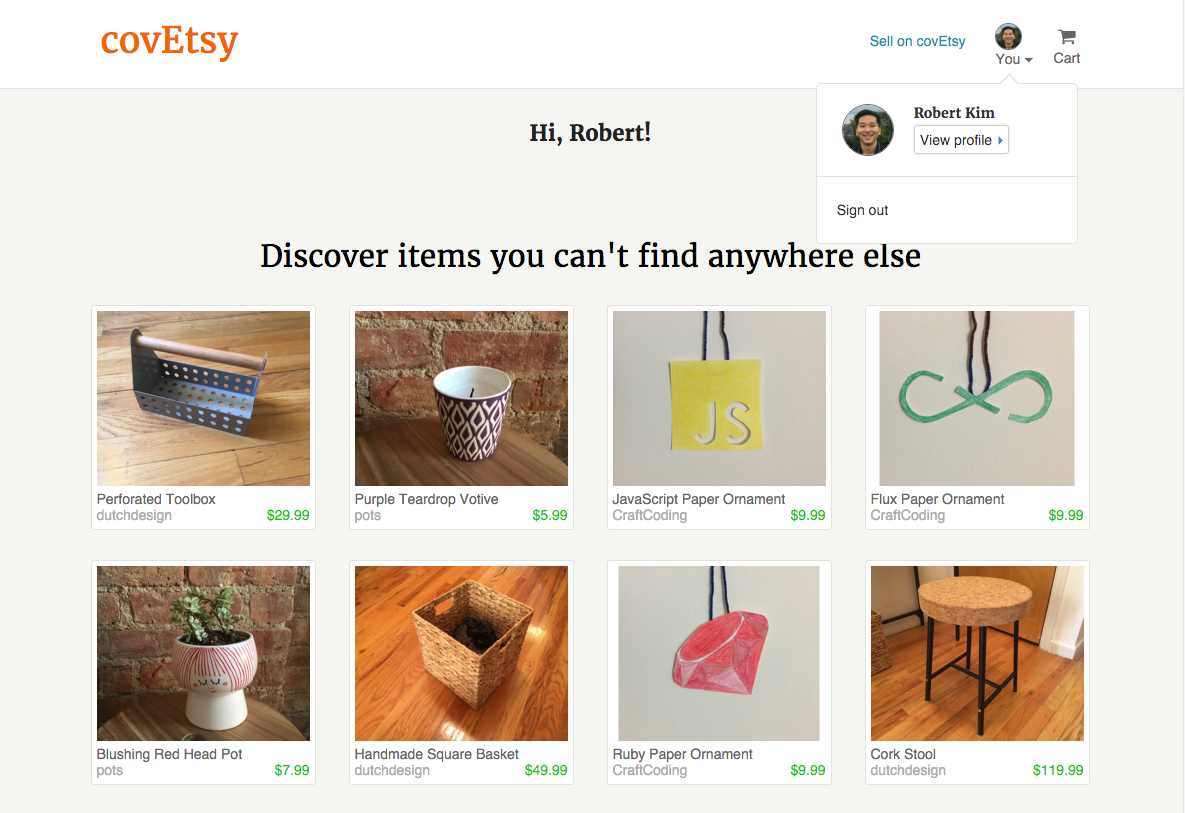 covEtsy
Sell on covEtsy
You
Cart
Robert Kim
View profile
Sign out
Hi, Robert!
Discover items you can't find anywhere else
JS
Perforated Toolbox
dutchdesign $29.99
Purple Teardrop Votive
pots $5.99
JavaScript Paper Ornament
CraftCoding $9.99
Flux Paper Ornament
CraftCoding $9.99
Blushing Red Head Pot
pots $7.99
Handmade Square Basket
dutchdesign $49.99
Ruby Paper Ornament
CraftCoding $9.99
Cork Stool
dutchdesign $119.99